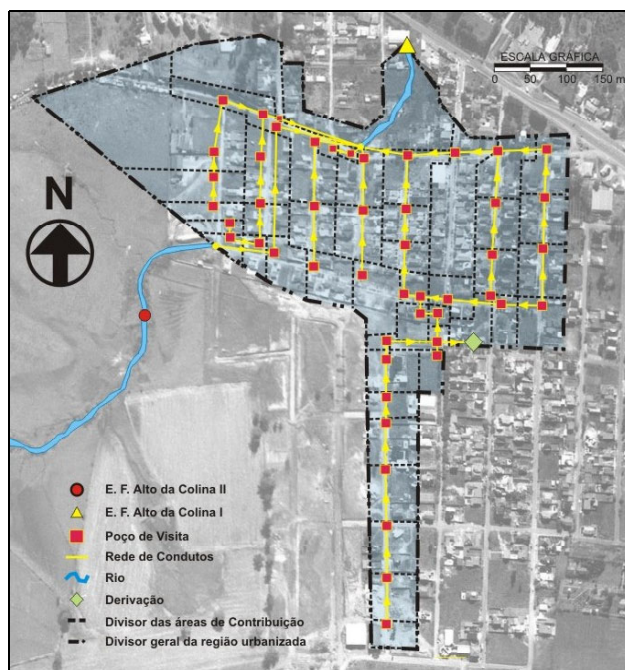 ESCALA GRÁFICA
0 50 100 150 m
N
E. F. Alto da Colina II
E. F. Alto da Colina I
Poço de Visita
Rede de Condutos
Rio
Derivação
Divisor das áreas de Contribuição
Divisor geral da região urbanizada